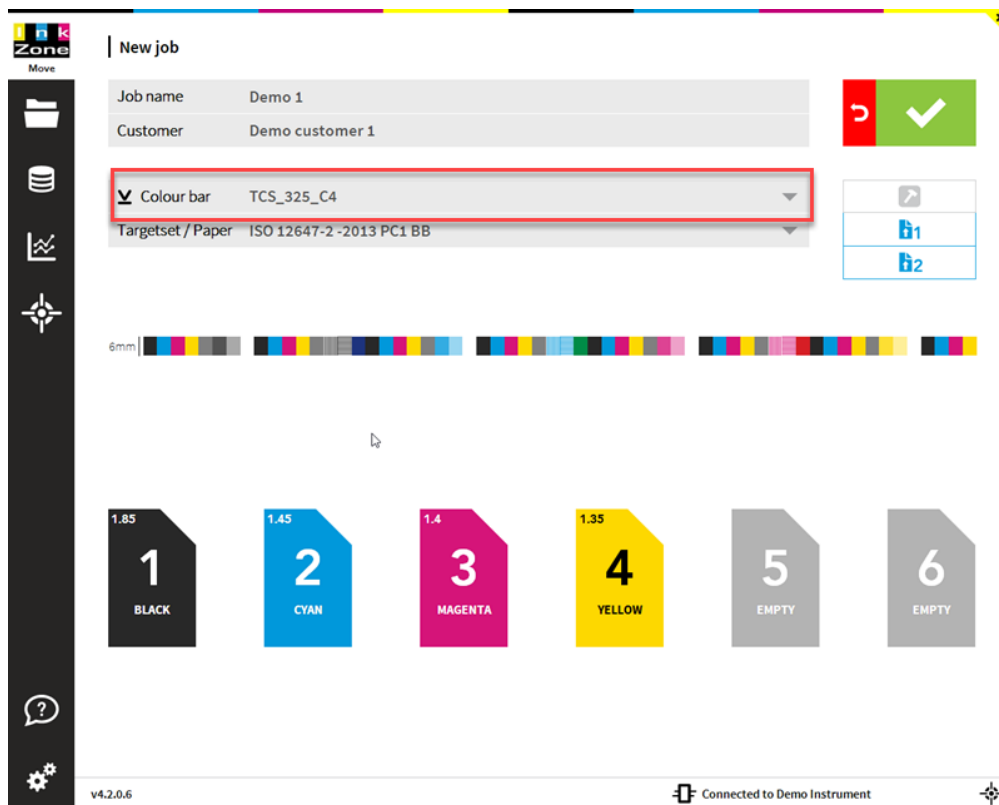 Ink
Zone
Move
New job
Job name Demo 1
Customer Demo customer 1
Colour bar TCS_325_C4
Targetset / Paper ISO 12647-2 -2013 PC1 BB
1
2
6mm
1.85 1.45 1.4 1.35
1 2 3 4 5 6
BLACK CYAN MAGENTA YELLOW EMPTY EMPTY
?
v4.2.0.6 Connected to Demo Instrument